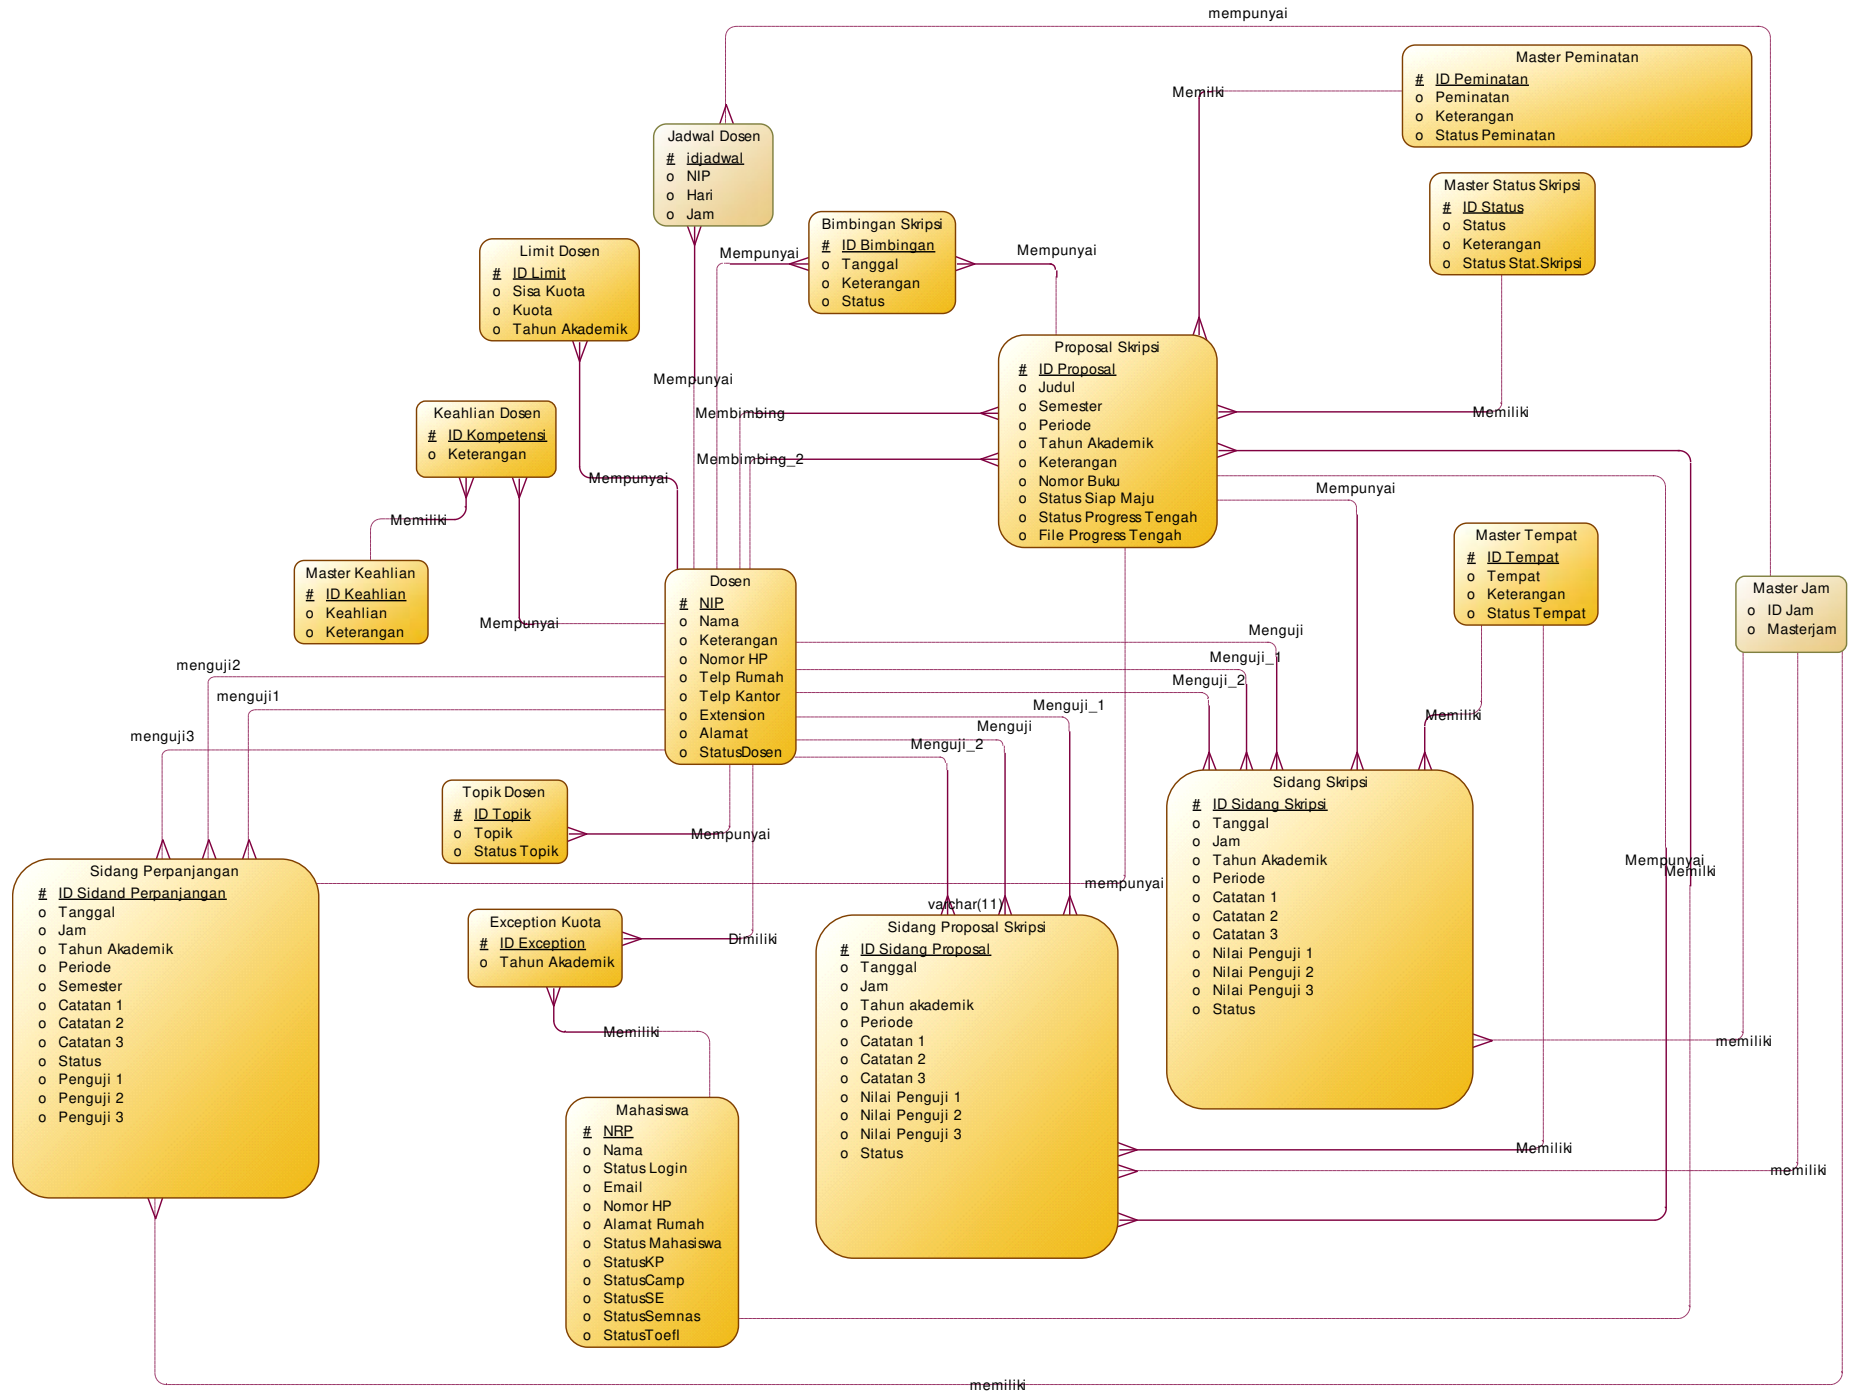 mempunyai
Master Peminatan
# ID Peminatan
o Peminatan
o Keterangan
o Status Peminatan
Memilki
Jadwal Dosen
# idjadwal
o NIP
o Hari
o Jam
Master Status Skripsi
# ID Status
o Status
o Keterangan
o Status Stat.Skripsi
Bimbingan Skripsi
# ID Bimbingan
o Tanggal
o Keterangan
o Status
Mempunyai
Mempunyai
Limit Dosen
# ID Limit
o Sisa Kuota
o Kuota
o Tahun Akademik
Proposal Skripsi
# ID Proposal
o Judul
o Semester
o Periode
o Tahun Akademik
o Keterangan
o Nomor Buku
o Status Siap Maju
o Status Progress Tengah
o File Progress Tengah
Mempunyai
Membimbing
Membimbing_2
Memiliki
Keahlian Dosen
# ID Kompetensi
o Keterangan
Mempunyai
Mempunyai
Memiliki
Master Keahlian
# ID Keahlian
o Keahlian
o Keterangan
Mempunyai
Master Tempat
# ID Tempat
o Tempat
o Keterangan
o Status Tempat
Master Jam
o ID Jam
o Masterjam
Dosen
# NIP
o Nama
o Keterangan
o Nomor HP
o Telp Rumah
o Telp Kantor
o Extension
o Alamat
o StatusDosen
menguji2
menguji1
menguji3
Menguji
Menguji_1
Menguji_2
Menguji_1
Menguji
Menguji_2
Memiliki
Topik Dosen
# ID Topik
o Topik
o Status Topik
Mempunyai
Sidang Skripsi
# ID Sidang Skripsi
o Tanggal
o Jam
o Tahun Akademik
o Periode
o Catatan 1
o Catatan 2
o Catatan 3
o Nilai Penguji 1
o Nilai Penguji 2
o Nilai Penguji 3
o Status
Mempunyai
Memilki
Sidang Perpanjangan
# ID Sidand Perpanjangan
o Tanggal
o Jam
o Tahun Akademik
o Periode
o Semester
o Catatan 1
o Catatan 2
o Catatan 3
o Status
o Penguji 1
o Penguji 2
o Penguji 3
mempunyai
varchar(11)
Exception Kuota
# ID Exception
o Tahun Akademik
Dimiliki
Memiliki
Sidang Proposal Skripsi
# ID Sidang Proposal
o Tanggal
o Jam
o Tahun akademik
o Periode
o Catatan 1
o Catatan 2
o Catatan 3
o Nilai Penguji 1
o Nilai Penguji 2
o Nilai Penguji 3
o Status
memiliki
Memiliki
memiliki
Mahasiswa
# NRP
o Nama
o Status Login
o Email
o Nomor HP
o Alamat Rumah
o Status Mahasiswa
o StatusKP
o StatusCamp
o StatusSE
o StatusSemnas
o StatusToefl
memiliki